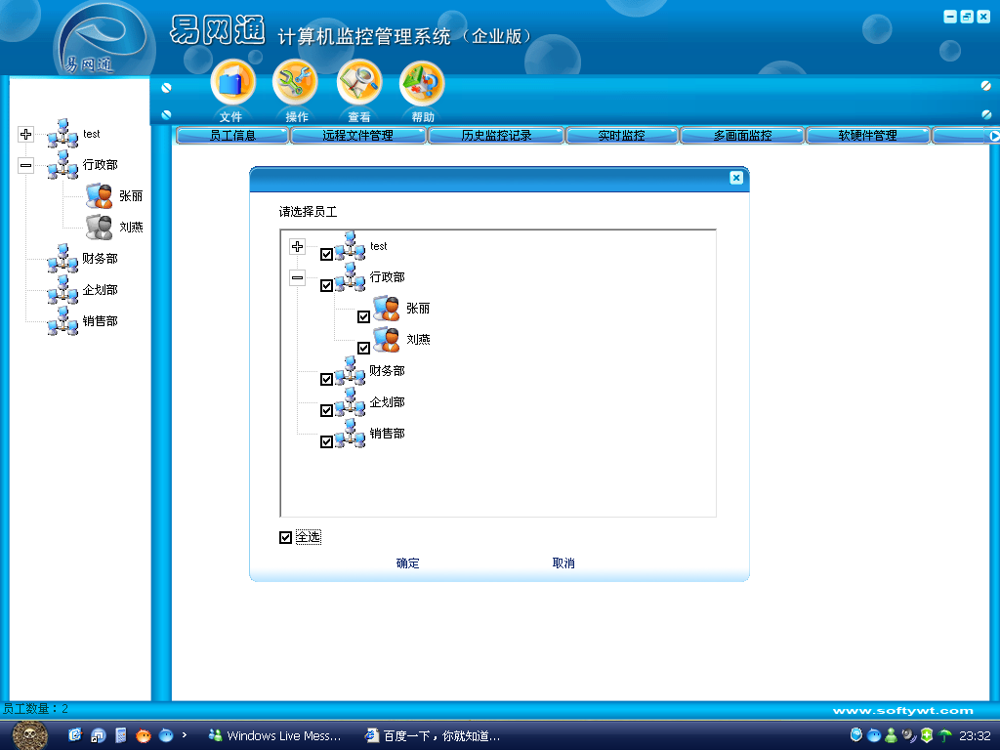 易网通 计算机监控管理系统（企业版）
易网通
文件 操作 查看 帮助
员工信息 远程文件管理 历史监控记录 实时监控 多画面监控 软硬件管理
test
行政部
张丽
刘燕
财务部
企划部
销售部
请选择员工
test
行政部
张丽
刘燕
财务部
企划部
销售部
全选
确定 取消
员工数量：2
www.softywt.com
Windows Live Mess... 百度一下，你就知道... 23:32